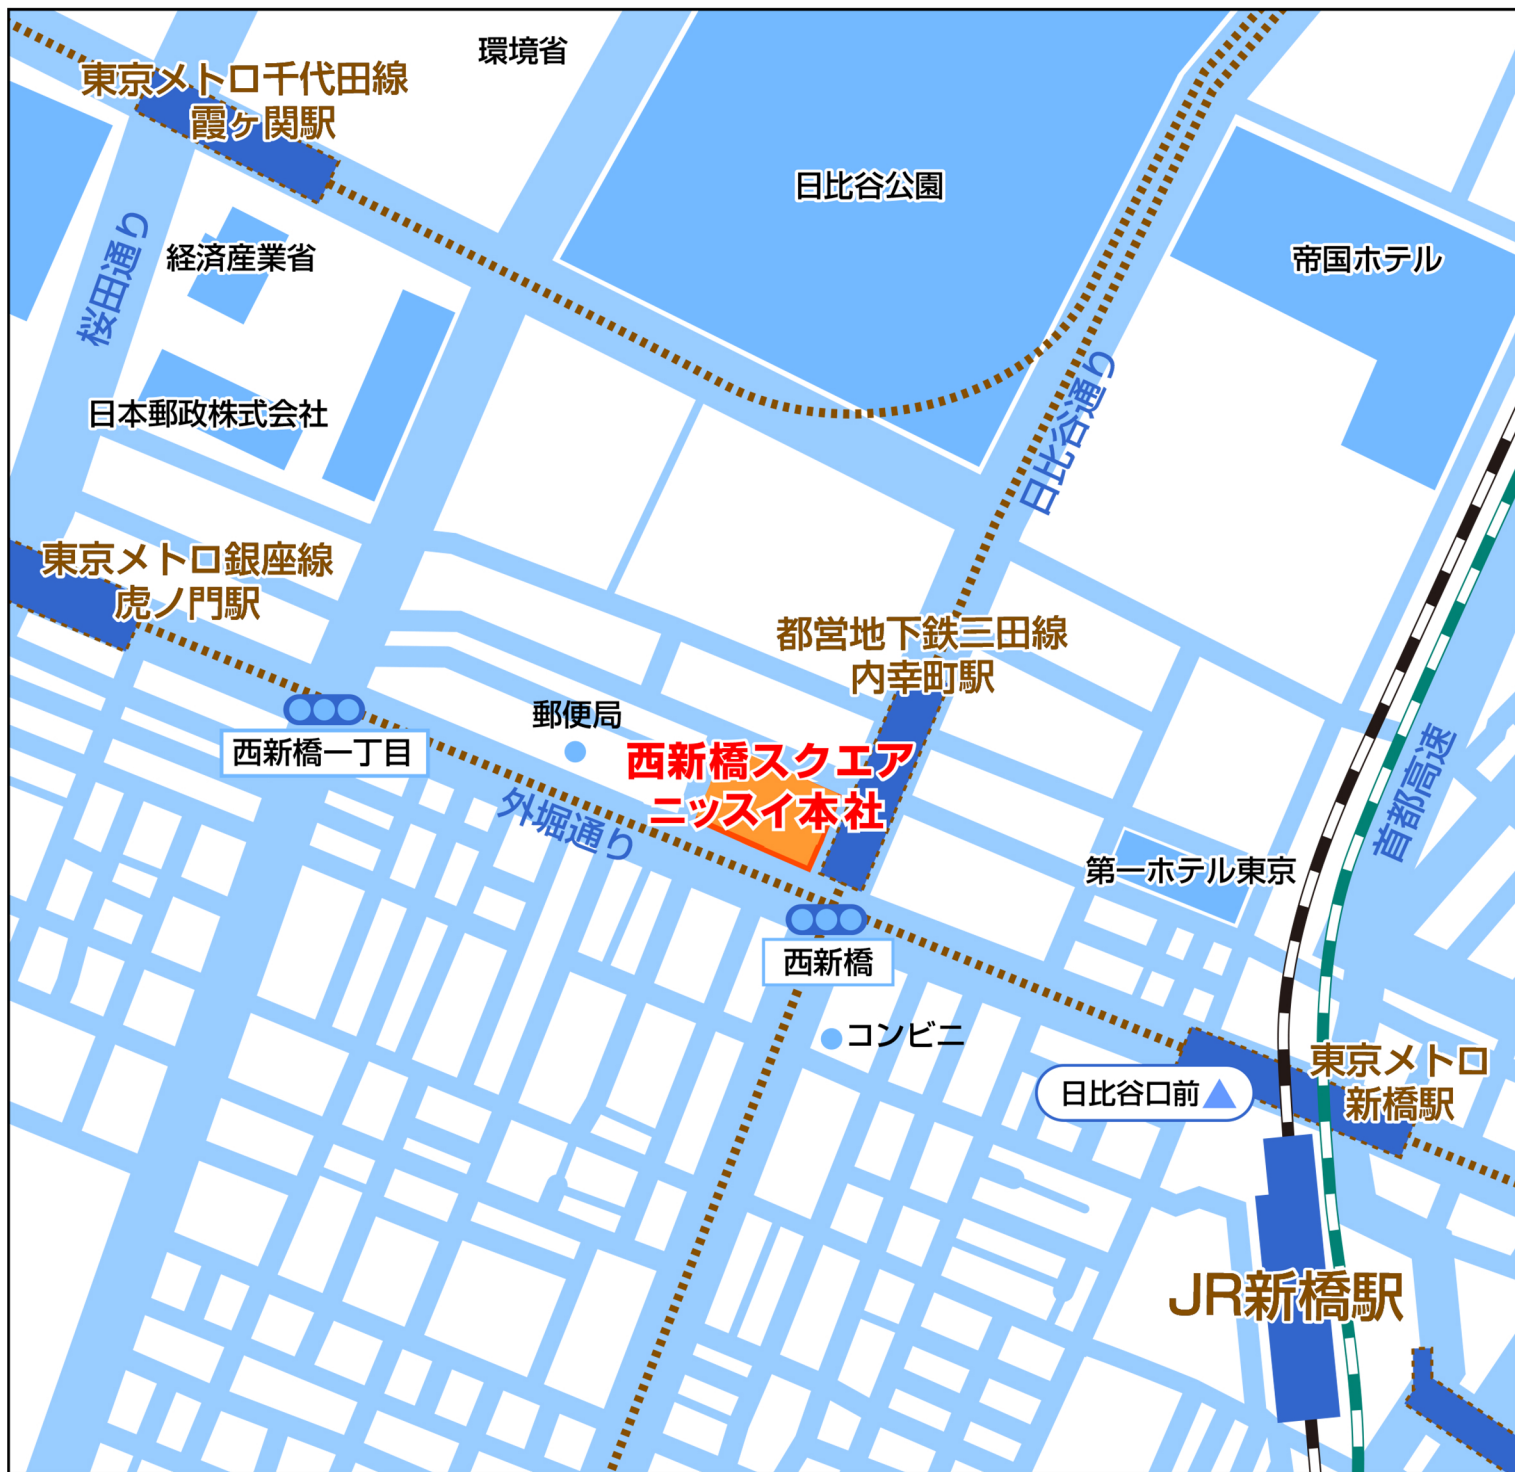 環境省
東京メトロ千代田線
霞ヶ関駅
日比谷公園
桜田通り
経済産業省
帝国ホテル
日本郵政株式会社
日比谷通り
東京メトロ銀座線
虎ノ門駅
都営地下鉄三田線
内幸町駅
郵便局
西新橋一丁目
西新橋スクエア
ニッスイ本社
外堀通り
首都高速
第一ホテル東京
西新橋
コンビニ
東京メトロ
新橋駅
日比谷口前
JR新橋駅